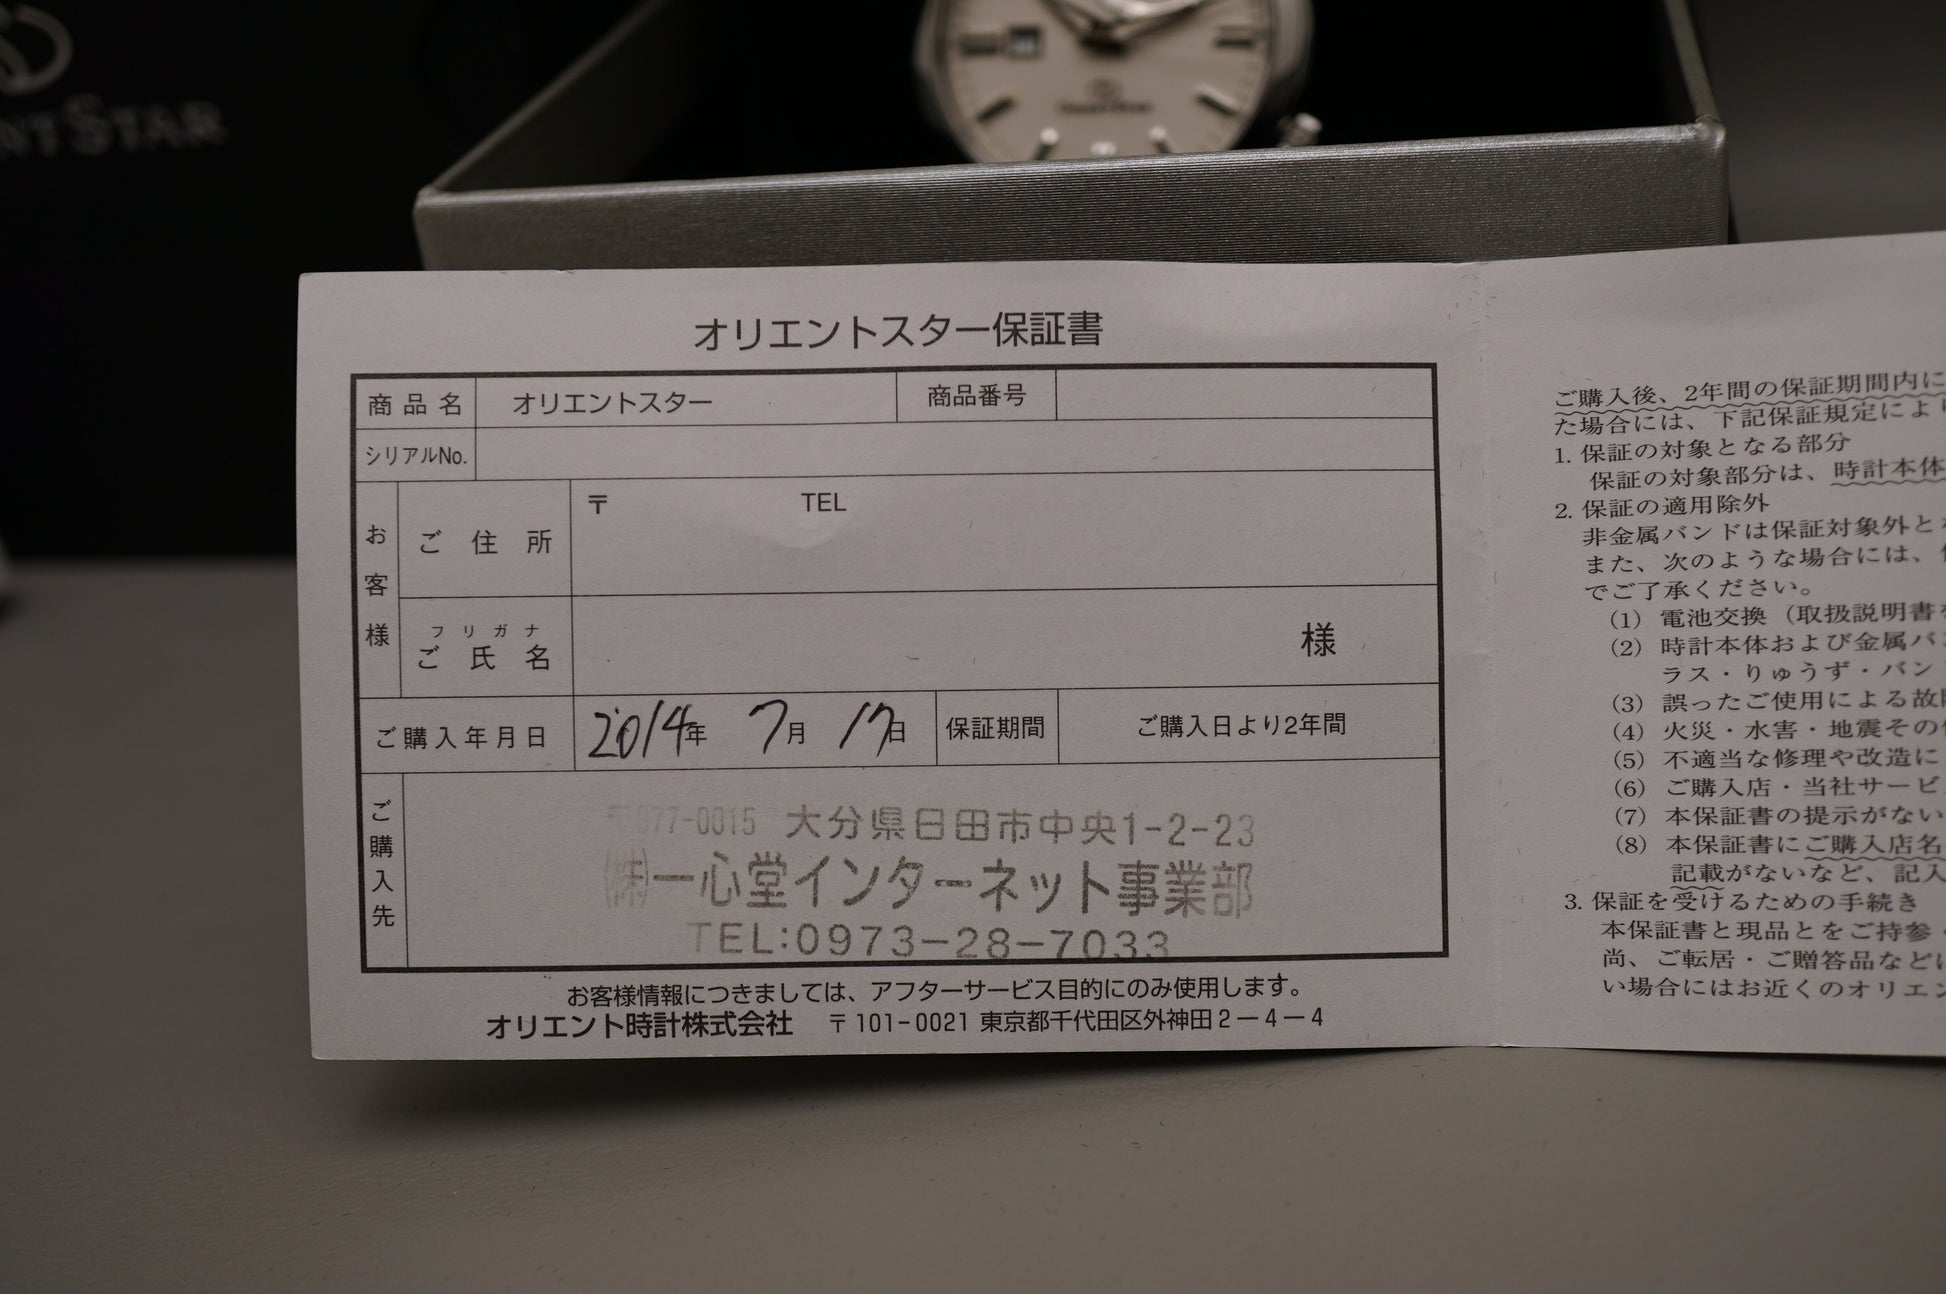 STAR
オリエントスター保証書
商品名 オリエントスター 商品番号
シリアルNo.
お客様
ご住所 〒 TEL
フリガナ
ご氏名 様
ご購入年月日 2014年 7月 17日 保証期間 ご購入日より2年間
ご購入先
〒877-0015 大分県日田市中央1-2-23
㈱一心堂インターネット事業部
TEL:0973-28-7033
お客様情報につきましては、アフターサービス目的にのみ使用します。
オリエント時計株式会社 〒101-0021 東京都千代田区外神田2-4-4
ご購入後、2年間の保証期間内に
た場合には、下記保証規定により
1. 保証の対象となる部分
保証の対象部分は、時計本体
2. 保証の適用除外
非金属バンドは保証対象外と
また、次のような場合には、
でご了承ください。
(1) 電池交換(取扱説明書
(2) 時計本体および金属バ
ラス・りゅうず・バン
(3) 誤ったご使用による故
(4) 火災・水害・地震その
(5) 不適当な修理や改造に
(6) ご購入店・当社サービ
(7) 本保証書の提示がない
(8) 本保証書にご購入店名
記載がないなど、記入
3. 保証を受けるための手続き
本保証書と現品とをご持参・
尚、ご転居・ご贈答品など
い場合にはお近くのオリエン